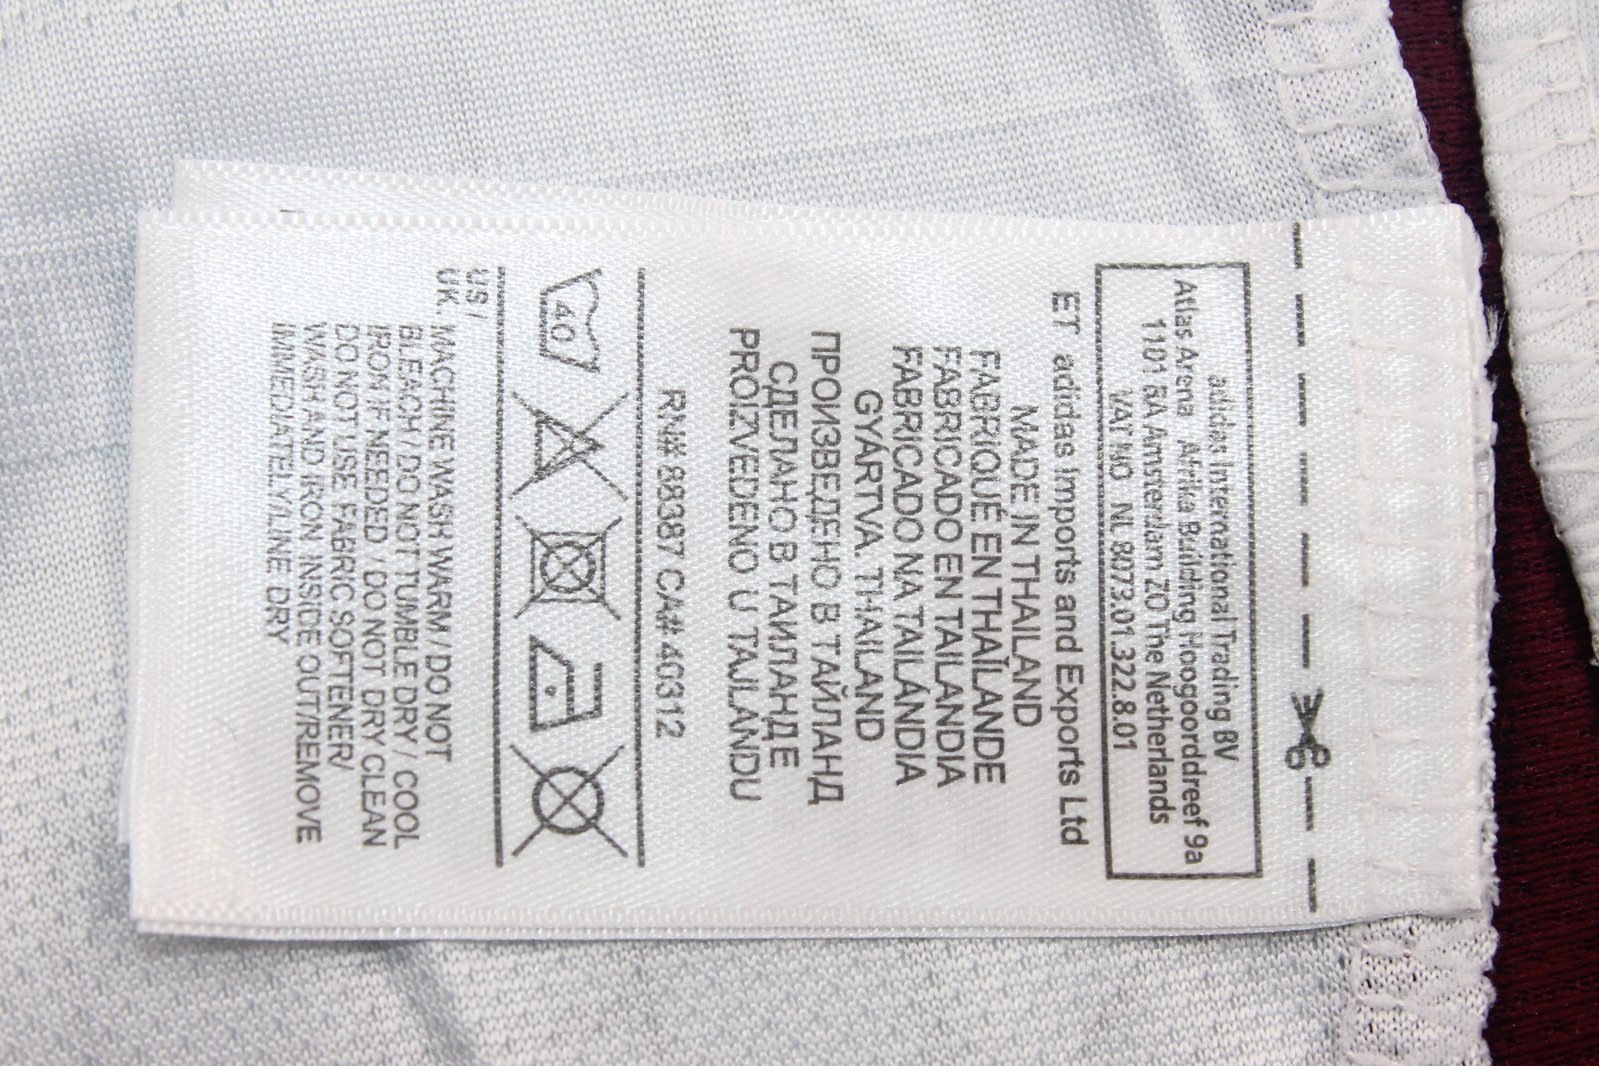 adidas International Trading BV
Atlas Arena Afrika Building Hoogoorddreef 9a
1101 BA Amsterdam ZO The Netherlands
VAT NO NL 8073.01.322.8.01
ET adidas Imports and Exports Ltd
MADE IN THAILAND
FABRIQUÉ EN THAÏLANDE
FABRICADO EN TAILANDIA
FABRICADO NA TAILÁNDIA
GYÁRTVA. THAILAND
ПРОИЗВЕДЕНО В ТАЙЛАНД
СДЕЛАНО В ТАИЛАНДЕ
PROIZVEDENO U TAJLANDU
RN# 88387 CA# 40312
40
US /
UK. MACHINE WASH WARM / DO NOT
BLEACH / DO NOT TUMBLE DRY / COOL
IRON IF NEEDED / DO NOT DRY CLEAN
DO NOT USE FABRIC SOFTENER/
WASH AND IRON INSIDE OUT/REMOVE
IMMEDIATELY/LINE DRY